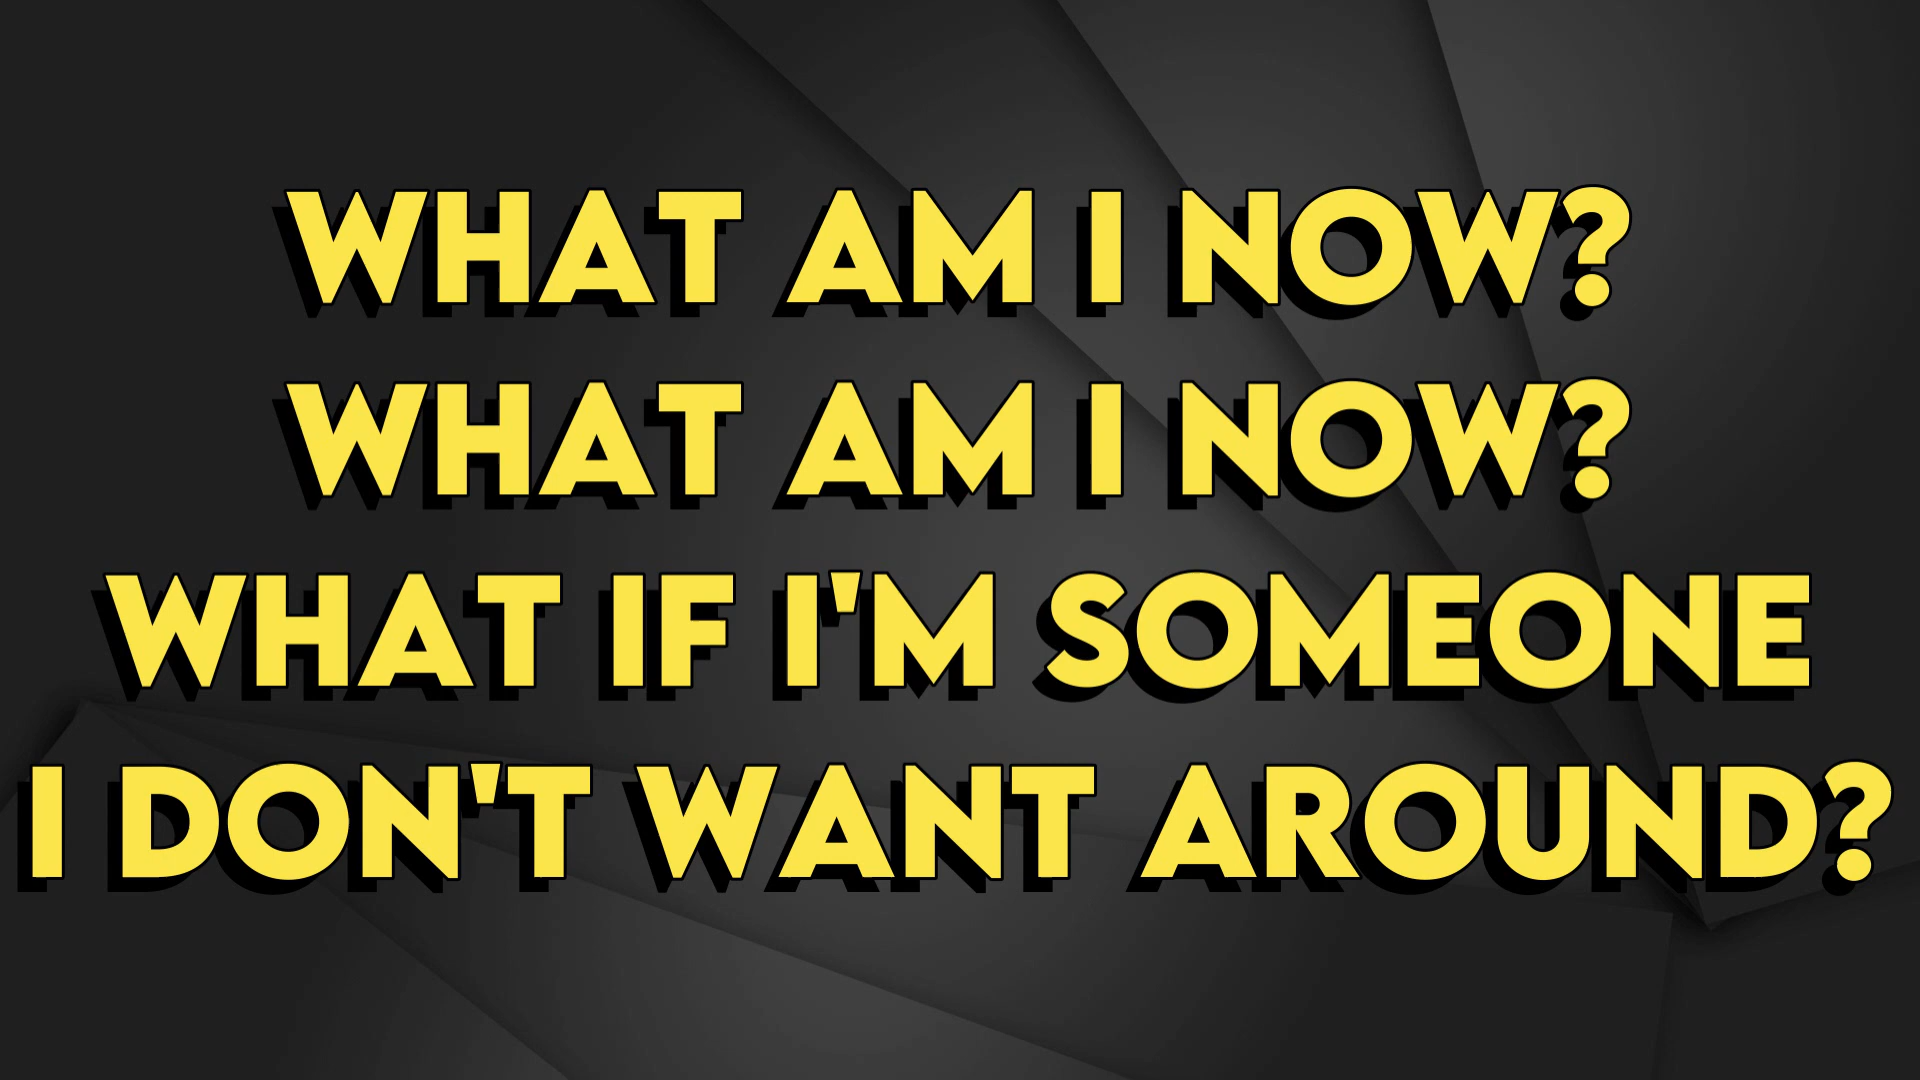 WHAT AM I NOW?
WHAT AM I NOW?
WHAT IF I'M SOMEONE
I DON'T WANT AROUND?